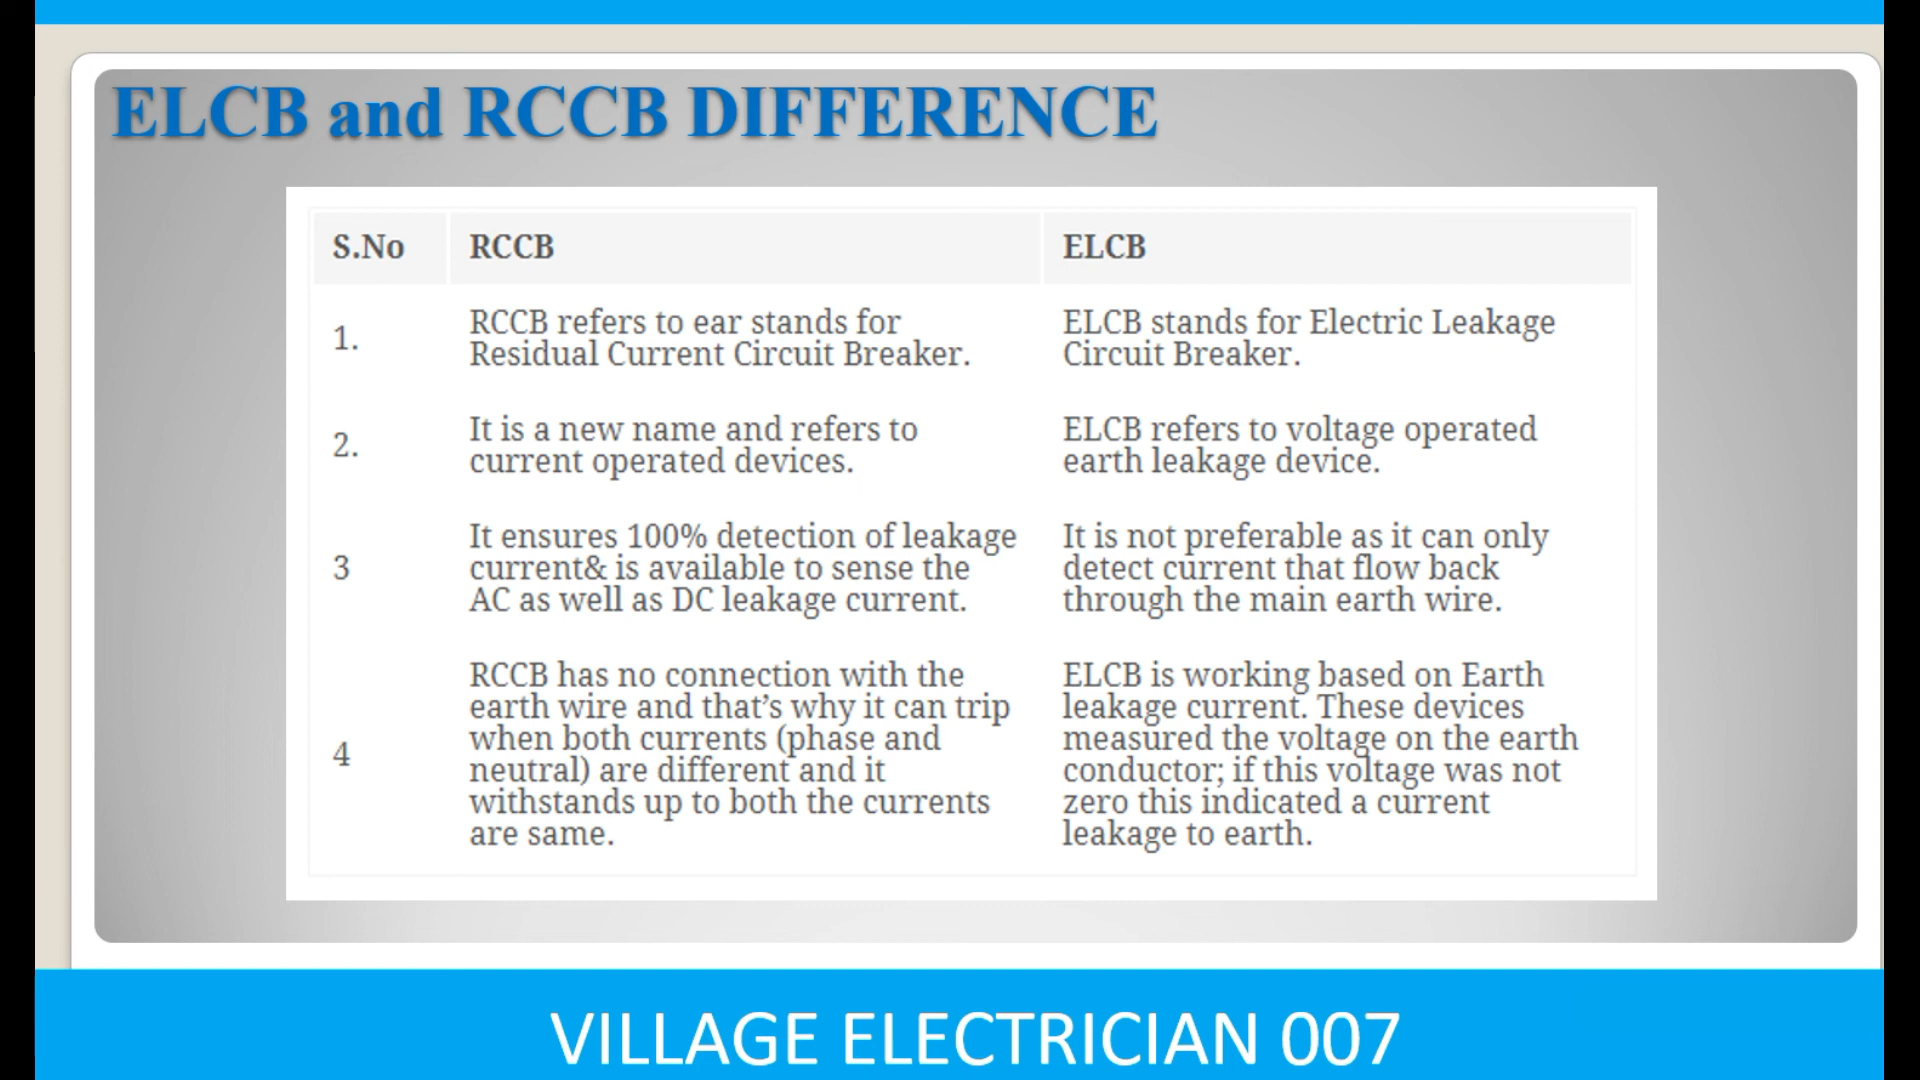 ELCB and RCCB DIFFERENCE
S.No RCCB ELCB
1.
RCCB refers to ear stands for
Residual Current Circuit Breaker.
ELCB stands for Electric Leakage
Circuit Breaker.
2.
It is a new name and refers to
current operated devices.
ELCB refers to voltage operated
earth leakage device.
3
It ensures 100% detection of leakage
current& is available to sense the
AC as well as DC leakage current.
It is not preferable as it can only
detect current that flow back
through the main earth wire.
4
RCCB has no connection with the
earth wire and that’s why it can trip
when both currents (phase and
neutral) are different and it
withstands up to both the currents
are same.
ELCB is working based on Earth
leakage current. These devices
measured the voltage on the earth
conductor; if this voltage was not
zero this indicated a current
leakage to earth.
VILLAGE ELECTRICIAN 007